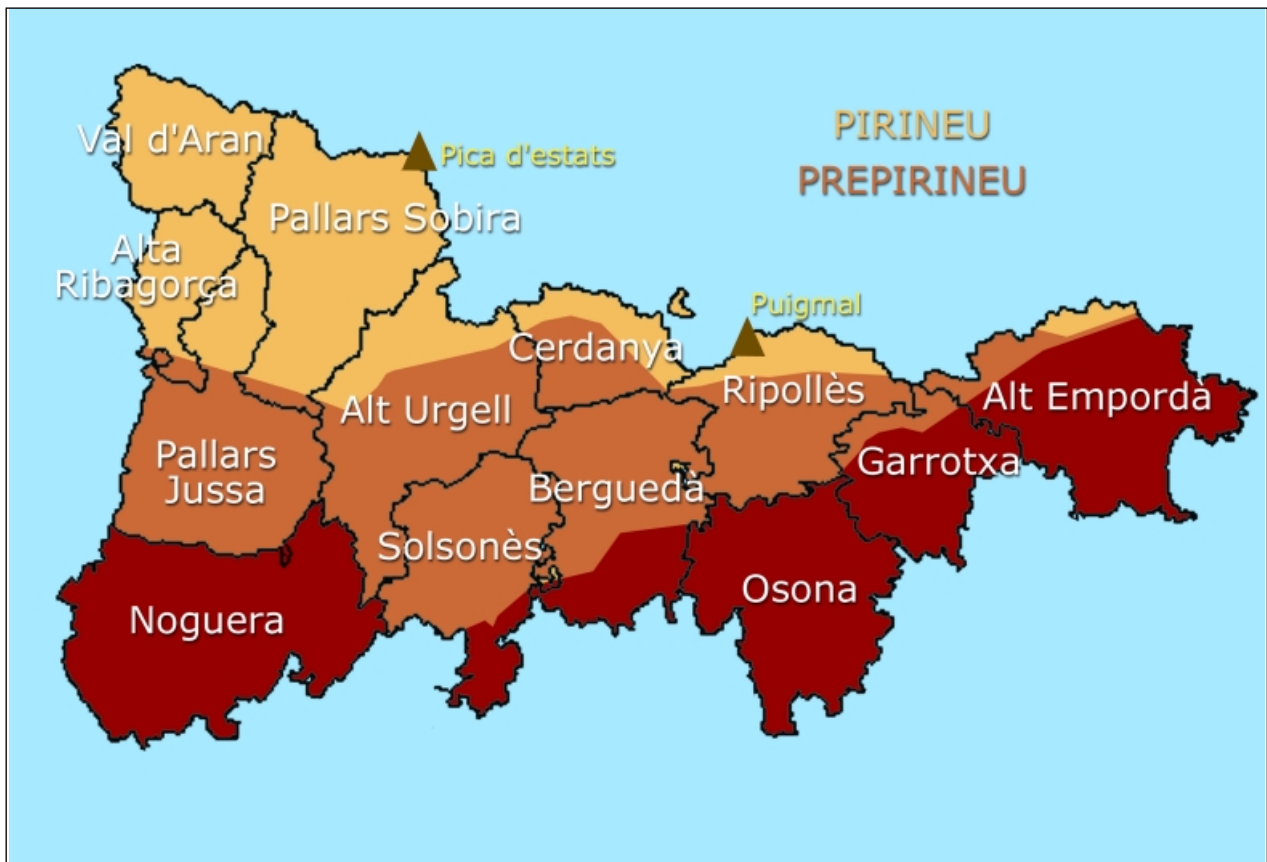 PIRINEU
PREPIRINEU
Val d'Aran
Pica d'estats
Pallars Sobira
Alta
Ribagorça
Puigmal
Cerdanya
Ripollès
Alt Urgell
Alt Empordà
Pallars
Jussa
Garrotxa
Berguedà
Solsonès
Osona
Noguera